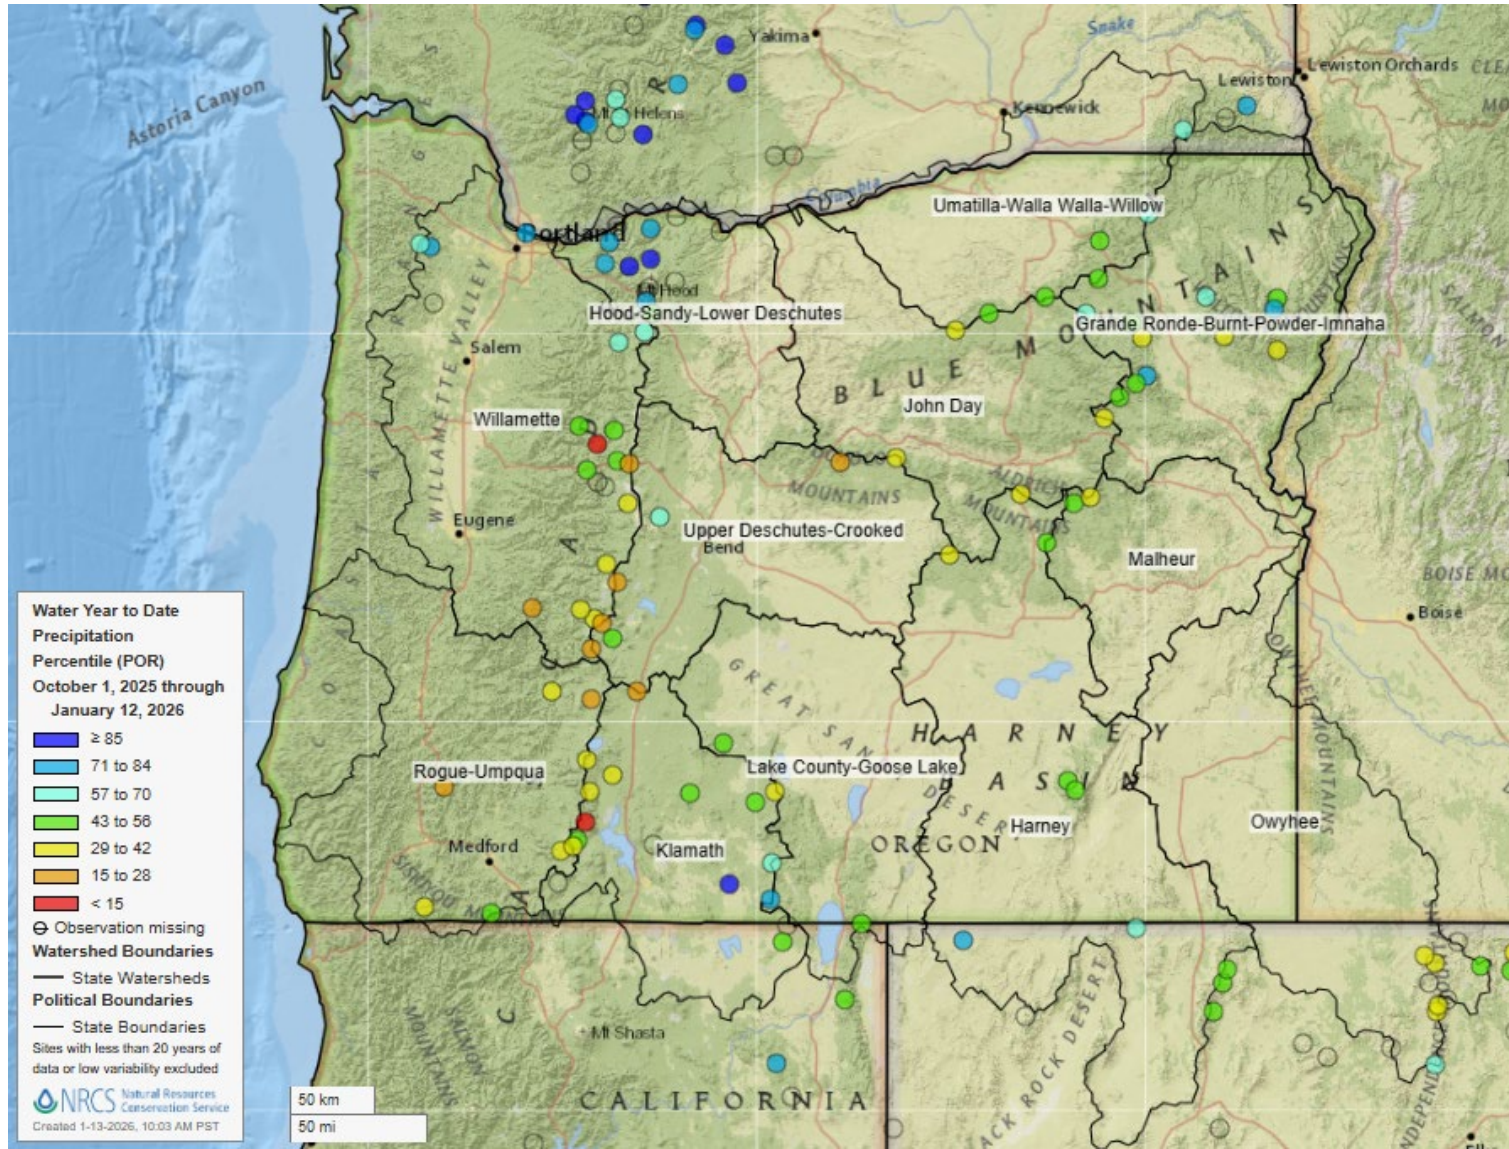 Astoria Canyon
Yakima
Snake
Lewiston Orchards
Lewiston
Mt Helens
Kennewick
Columbia
Umatilla-Walla Walla-Willow
Portland
Mt Hood
Hood-Sandy-Lower Deschutes
Grande Ronde-Burnt-Powder-Imnaha
BLUE MOUNTAINS
SALMON
WILLAMETTE VALLEY
Salem
Willamette
John Day
MOUNTAINS
ALDRICH
MOUNTAINS
Eugene
Upper Deschutes-Crooked
Bend
Malheur
BOISE MO
Boise
GREAT SANDY DESERT
HARNEY
BASIN
OWYHEE MOUNTAINS
Rogue-Umpqua
Lake County-Goose Lake
Harney
Owyhee
Medford
Klamath
OREGON
SISKIYOU MOUNTAINS
SALMON
MOUNTAINS
Mt Shasta
CALIFORNIA
ACK ROCK DESERT
INDEPENDENCE MOUNTAINS
Water Year to Date
Precipitation
Percentile (POR)
October 1, 2025 through
January 12, 2026
≥ 85
71 to 84
57 to 70
43 to 56
29 to 42
15 to 28
< 15
Observation missing
Watershed Boundaries
State Watersheds
Political Boundaries
State Boundaries
Sites with less than 20 years of
data or low variability excluded
NRCS Natural Resources
Conservation Service
Created 1-13-2026, 10:03 AM PST
50 km
50 mi